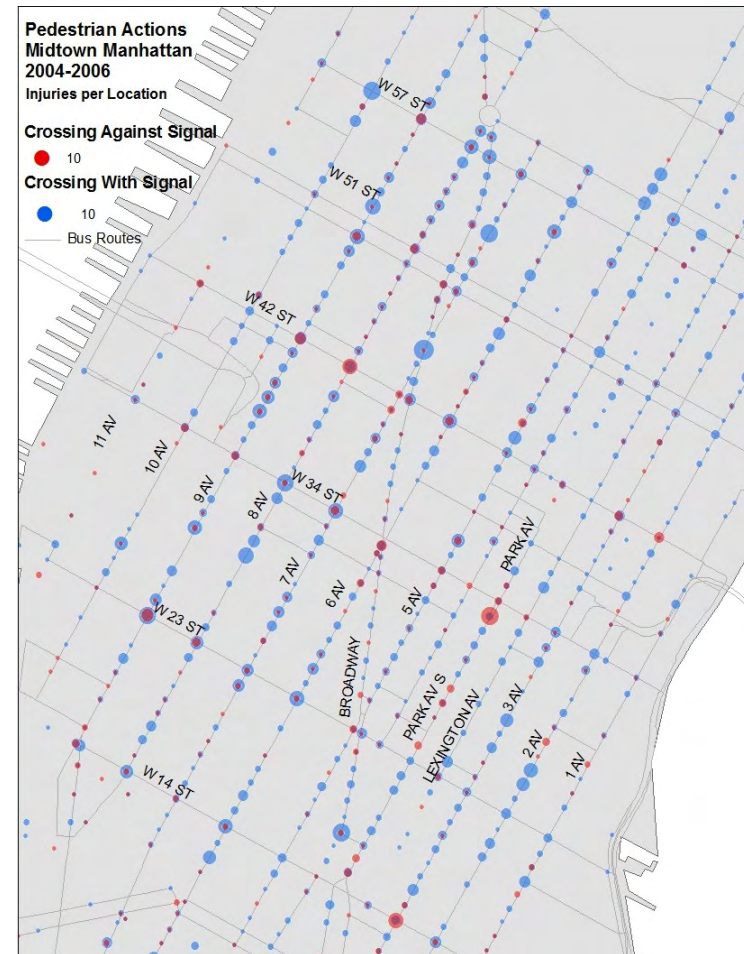 Pedestrian Actions
Midtown Manhattan
2004-2006
Injuries per Location
Crossing Against Signal
10
Crossing With Signal
10
Bus Routes
W 57 ST
W 51 ST
W 42 ST
11 AV
10 AV
9 AV
8 AV
W 34 ST
7 AV
6 AV
5 AV
PARK AV
W 23 ST
BROADWAY
PARK AV S
LEXINGTON AV
3 AV
2 AV
1 AV
W 14 ST